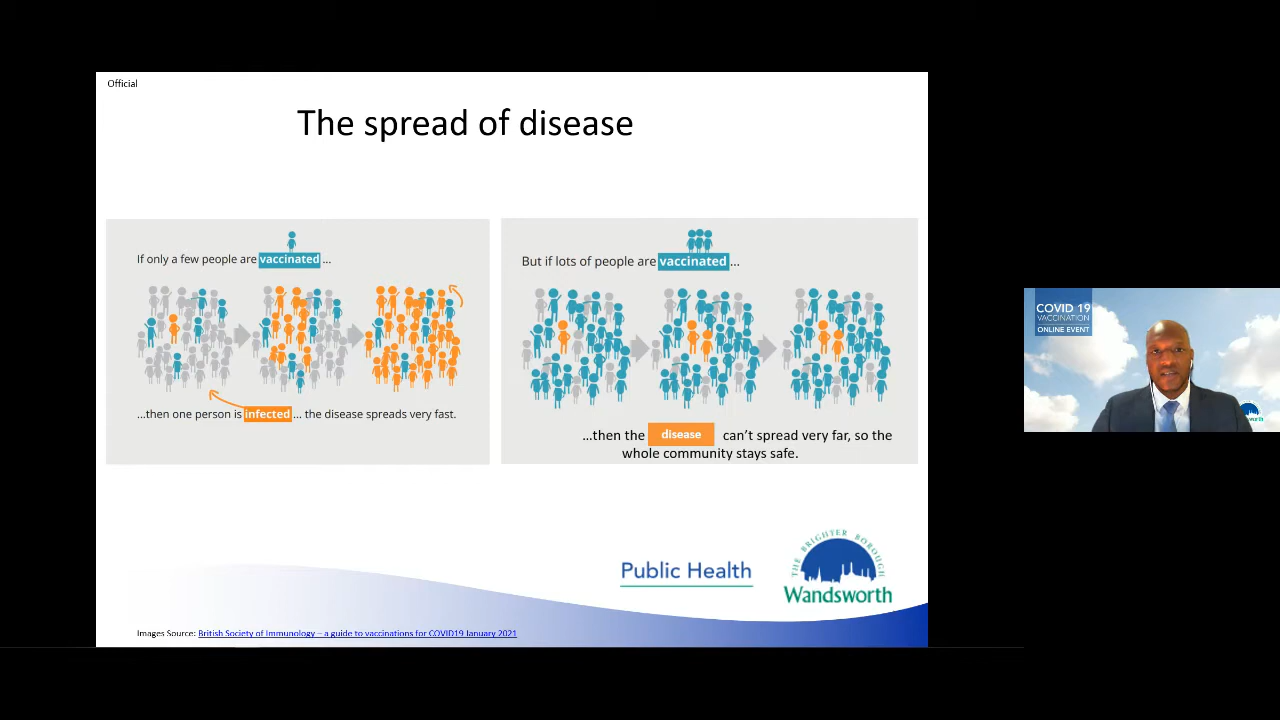 Official
The spread of disease
If only a few people are vaccinated ...
...then one person is infected ... the disease spreads very fast.
But if lots of people are vaccinated ...
...then the disease can't spread very far, so the
whole community stays safe.
Public Health
THE BRIGHTER BOROUGH
Wandsworth
Images Source: British Society of Immunology – a guide to vaccinations for COVID19 January 2021
COVID 19
VACCINATION
ONLINE EVENT